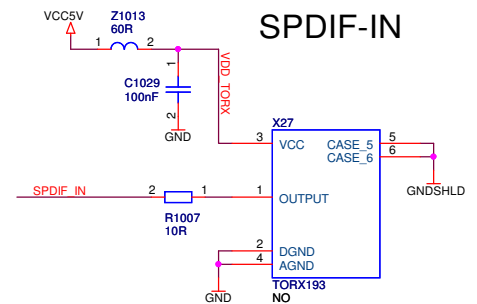 VCC5V
Z1013
60R
SPDIF-IN
1
2
1
C1029
100nF
2
GND
VDD_TORX
X27
3
VCC
CASE_5
5
CASE_6
6
GNDSHLD
SPDIF_IN
2
1
R1007
10R
1
OUTPUT
2
DGND
4
AGND
GND
TORX193
NO